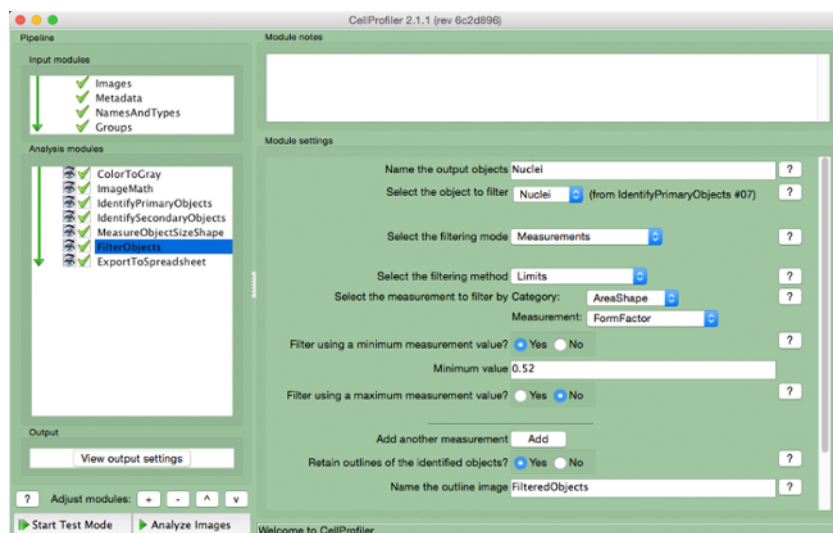 CellProfiler 2.1.1 (rev 6c2d896)
Pipeline
Input modules
Images
Metadata
NamesAndTypes
Groups
Analysis modules
ColorToGray
ImageMath
IdentifyPrimaryObjects
IdentifySecondaryObjects
MeasureObjectSizeShape
FilterObjects
ExportToSpreadsheet
Output
View output settings
? Adjust modules: + - ^ v
Start Test Mode Analyze Images
Module notes
Module settings
Name the output objects Nuclei ?
Select the object to filter Nuclei (from IdentifyPrimaryObjects #07) ?
Select the filtering mode Measurements ?
Select the filtering method Limits ?
Select the measurement to filter by Category: AreaShape ?
Measurement: FormFactor
Filter using a minimum measurement value? Yes No ?
Minimum value 0.52
Filter using a maximum measurement value? Yes No ?
Add another measurement Add
Retain outlines of the identified objects? Yes No ?
Name the outline image FilteredObjects ?
Welcome to CellProfiler